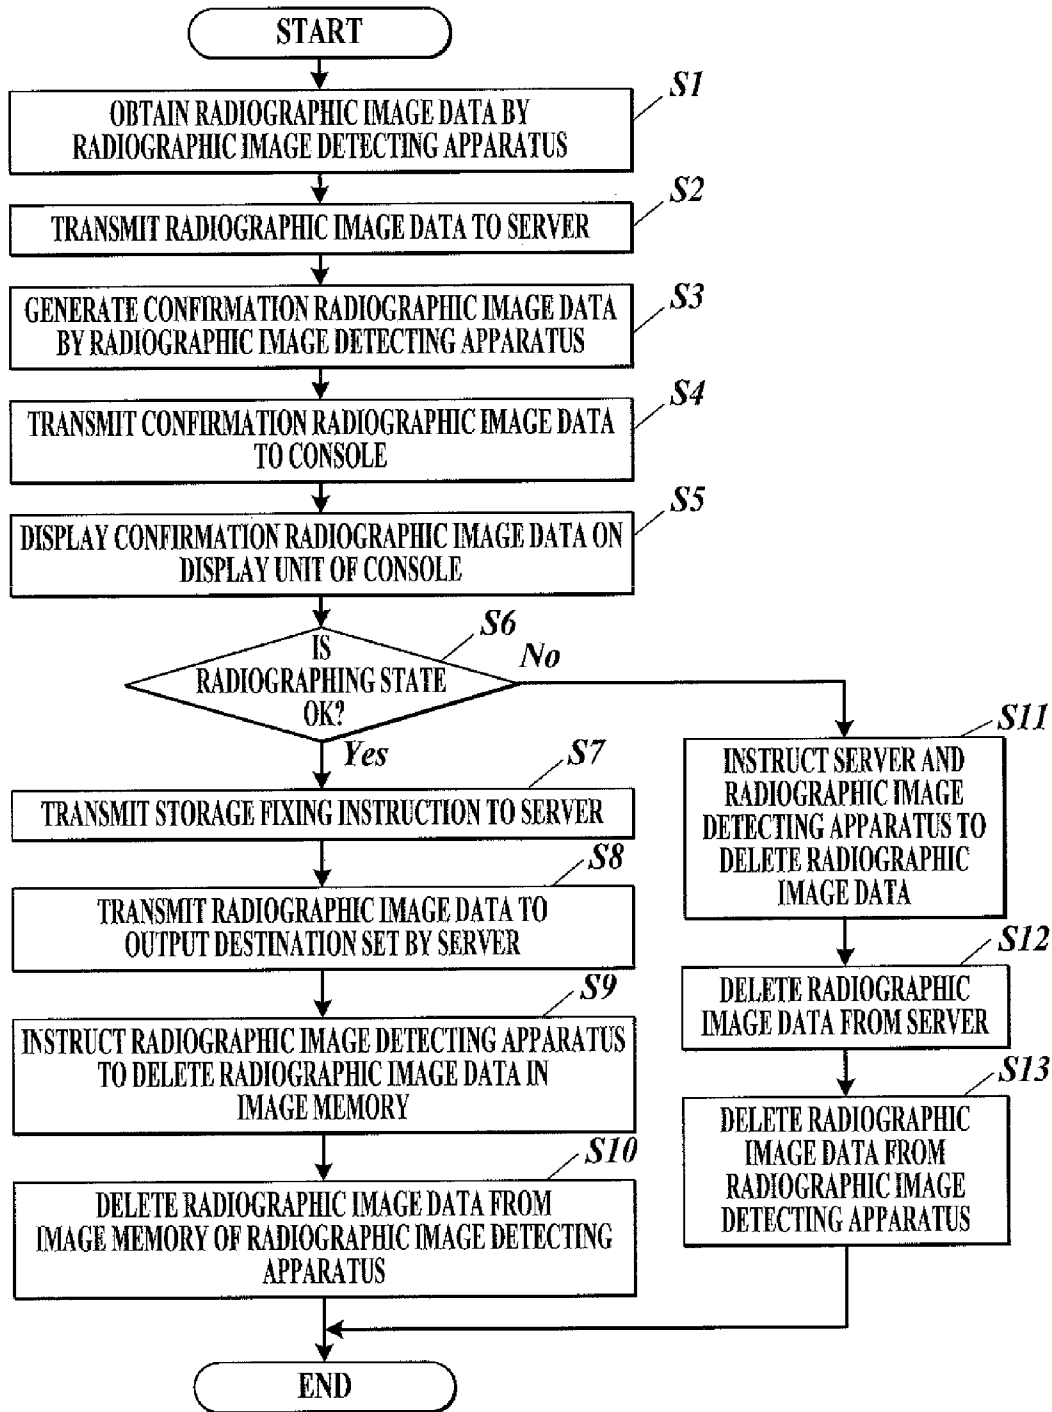 START
S1
OBTAIN RADIOGRAPHIC IMAGE DATA BY
RADIOGRAPHIC IMAGE DETECTING APPARATUS
S2
TRANSMIT RADIOGRAPHIC IMAGE DATA TO SERVER
S3
GENERATE CONFIRMATION RADIOGRAPHIC IMAGE DATA
BY RADIOGRAPHIC IMAGE DETECTING APPARATUS
S4
TRANSMIT CONFIRMATION RADIOGRAPHIC IMAGE DATA
TO CONSOLE
S5
DISPLAY CONFIRMATION RADIOGRAPHIC IMAGE DATA ON
DISPLAY UNIT OF CONSOLE
S6
IS
RADIOGRAPHING STATE
OK?
No
Yes
S7
TRANSMIT STORAGE FIXING INSTRUCTION TO SERVER
S8
TRANSMIT RADIOGRAPHIC IMAGE DATA TO
OUTPUT DESTINATION SET BY SERVER
S9
INSTRUCT RADIOGRAPHIC IMAGE DETECTING APPARATUS
TO DELETE RADIOGRAPHIC IMAGE DATA IN
IMAGE MEMORY
S10
DELETE RADIOGRAPHIC IMAGE DATA FROM
IMAGE MEMORY OF RADIOGRAPHIC IMAGE DETECTING
APPARATUS
S11
INSTRUCT SERVER AND
RADIOGRAPHIC IMAGE
DETECTING APPARATUS TO
DELETE RADIOGRAPHIC
IMAGE DATA
S12
DELETE RADIOGRAPHIC
IMAGE DATA FROM SERVER
S13
DELETE RADIOGRAPHIC
IMAGE DATA FROM
RADIOGRAPHIC IMAGE
DETECTING APPARATUS
END